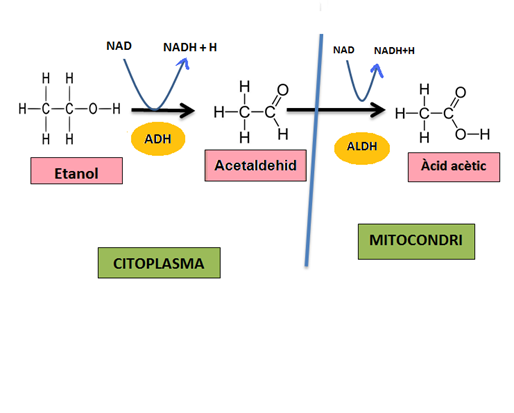 NAD
NADH + H
NAD
NADH+H
H H
H-C-C-O-H
H H
ADH
Etanol
H O
H-C-C
H H
Acetaldehid
ALDH
H O
H-C-C
H O-H
Àcid acètic
CITOPLASMA
MITOCONDRI